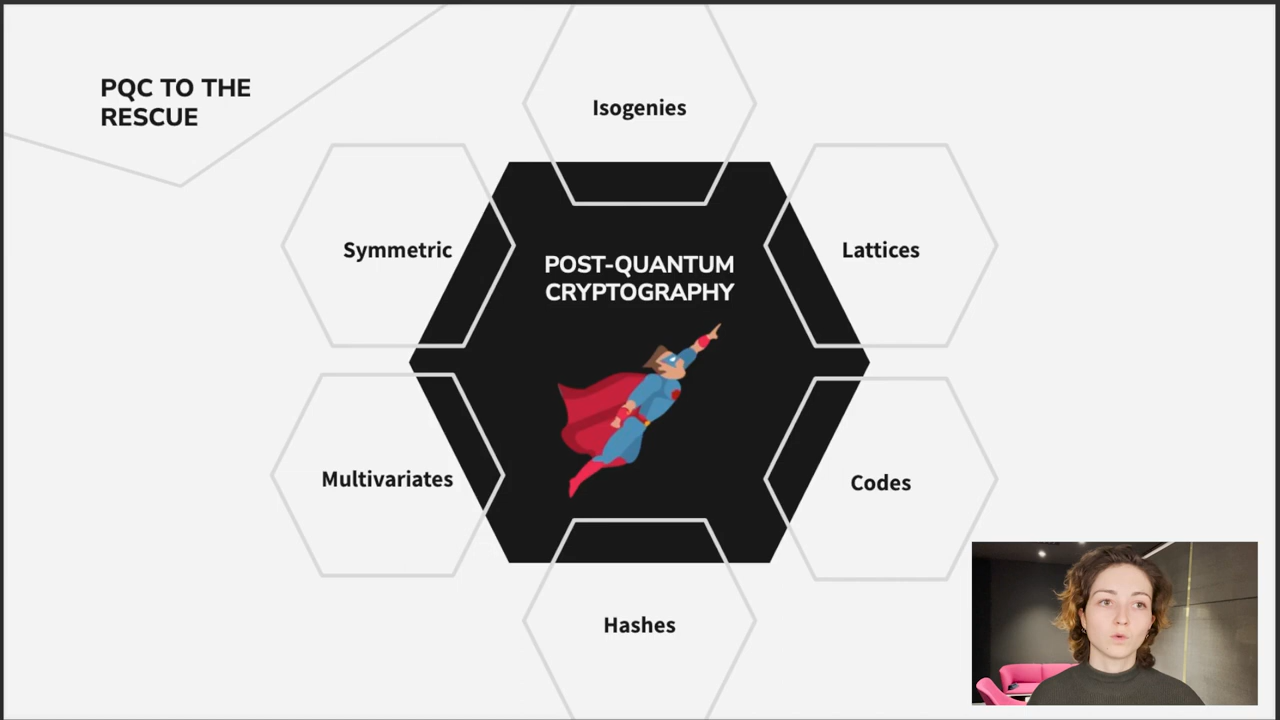 PQC TO THE
RESCUE
Isogenies
Symmetric
Lattices
POST-QUANTUM
CRYPTOGRAPHY
Multivariates
Codes
Hashes